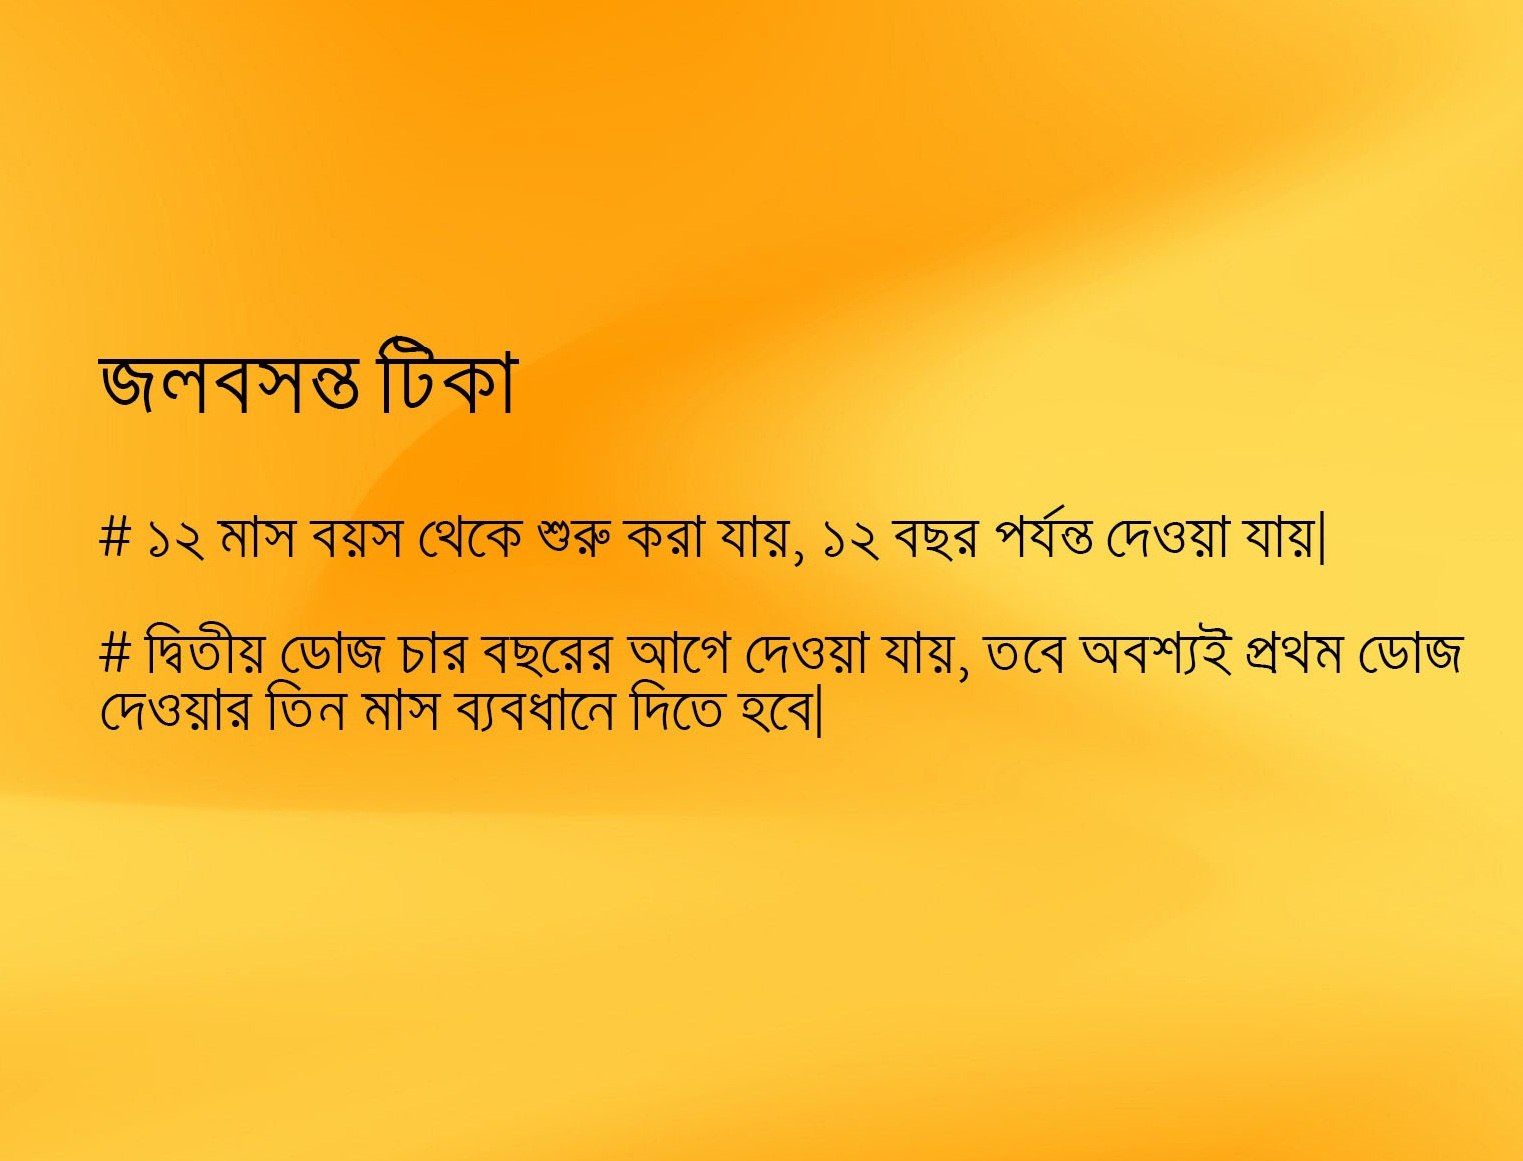 জলবসন্ত টিকা
# ১২ মাস বয়স থেকে শুরু করা যায়, ১২ বছর পর্যন্ত দেওয়া যায়|
# দ্বিতীয় ডোজ চার বছরের আগে দেওয়া যায়, তবে অবশ্যই প্রথম ডোজ
দেওয়ার তিন মাস ব্যবধানে দিতে হবে|